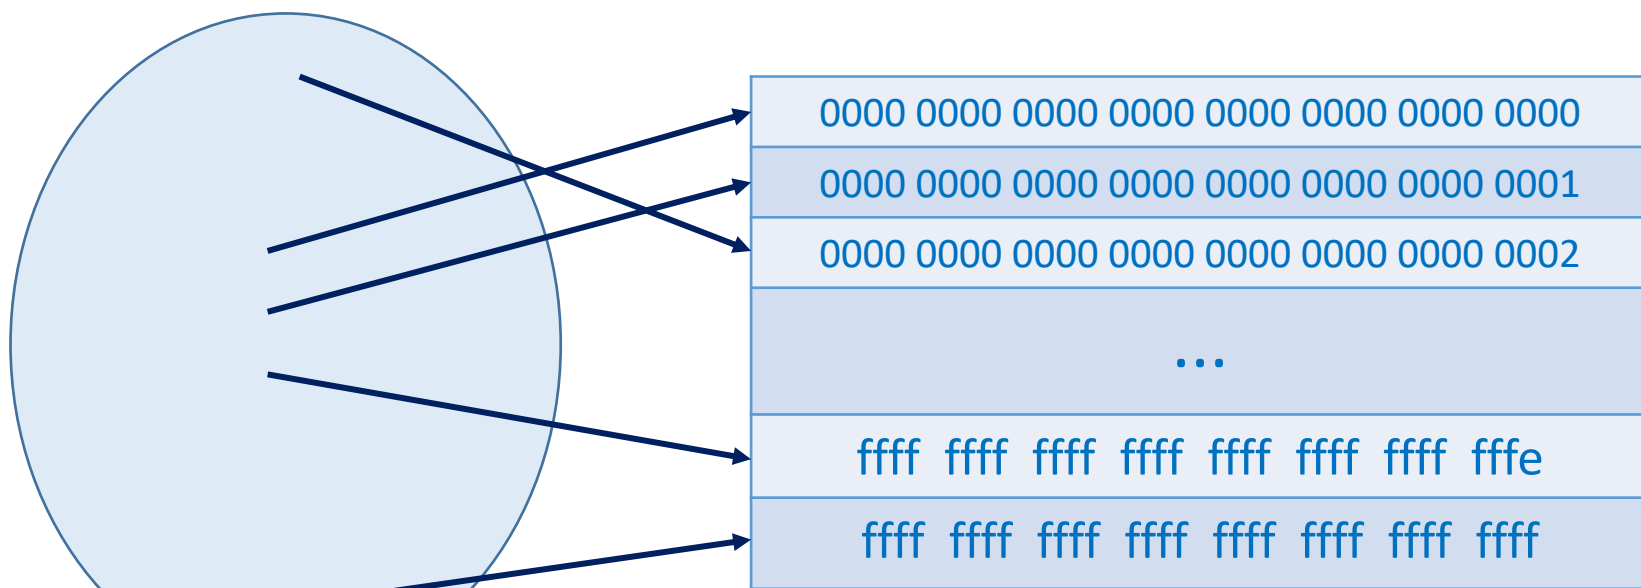 0000 0000 0000 0000 0000 0000 0000 0000
0000 0000 0000 0000 0000 0000 0000 0001
0000 0000 0000 0000 0000 0000 0000 0002
...
ffff ffff ffff ffff ffff ffff ffff fffe
ffff ffff ffff ffff ffff ffff ffff ffff